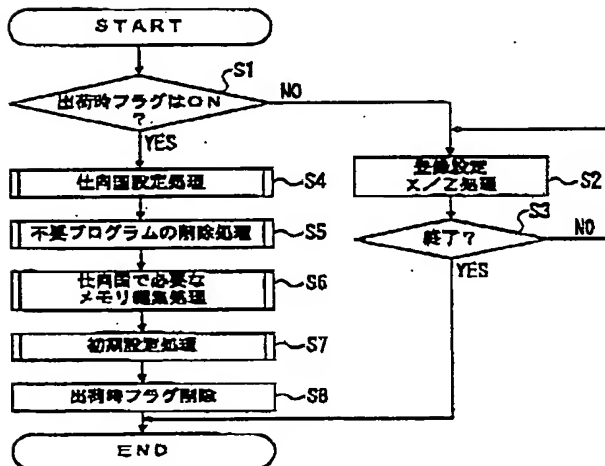 START
出荷時フラグはON
?
S1
NO
YES
仕向国設定処理
S4
不要プログラムの削除処理
S5
仕向国で必要な
メモリ編集処理
S6
初期設定処理
S7
出荷時フラグ削除
S8
END
登録設定
X/Z処理
S2
終了?
S3
NO
YES